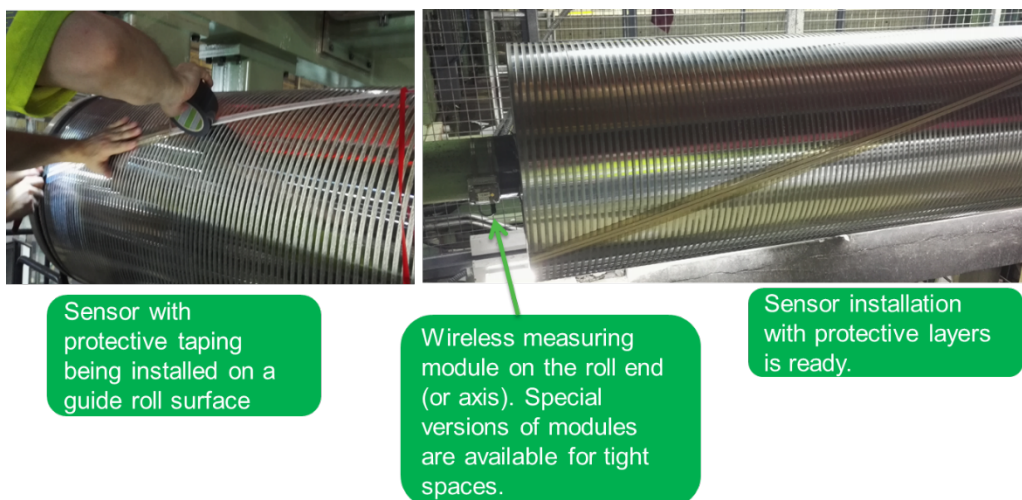 Sensor with
protective taping
being installed on a
guide roll surface
Wireless measuring
module on the roll end
(or axis). Special
versions of modules
are available for tight
spaces.
Sensor installation
with protective layers
is ready.